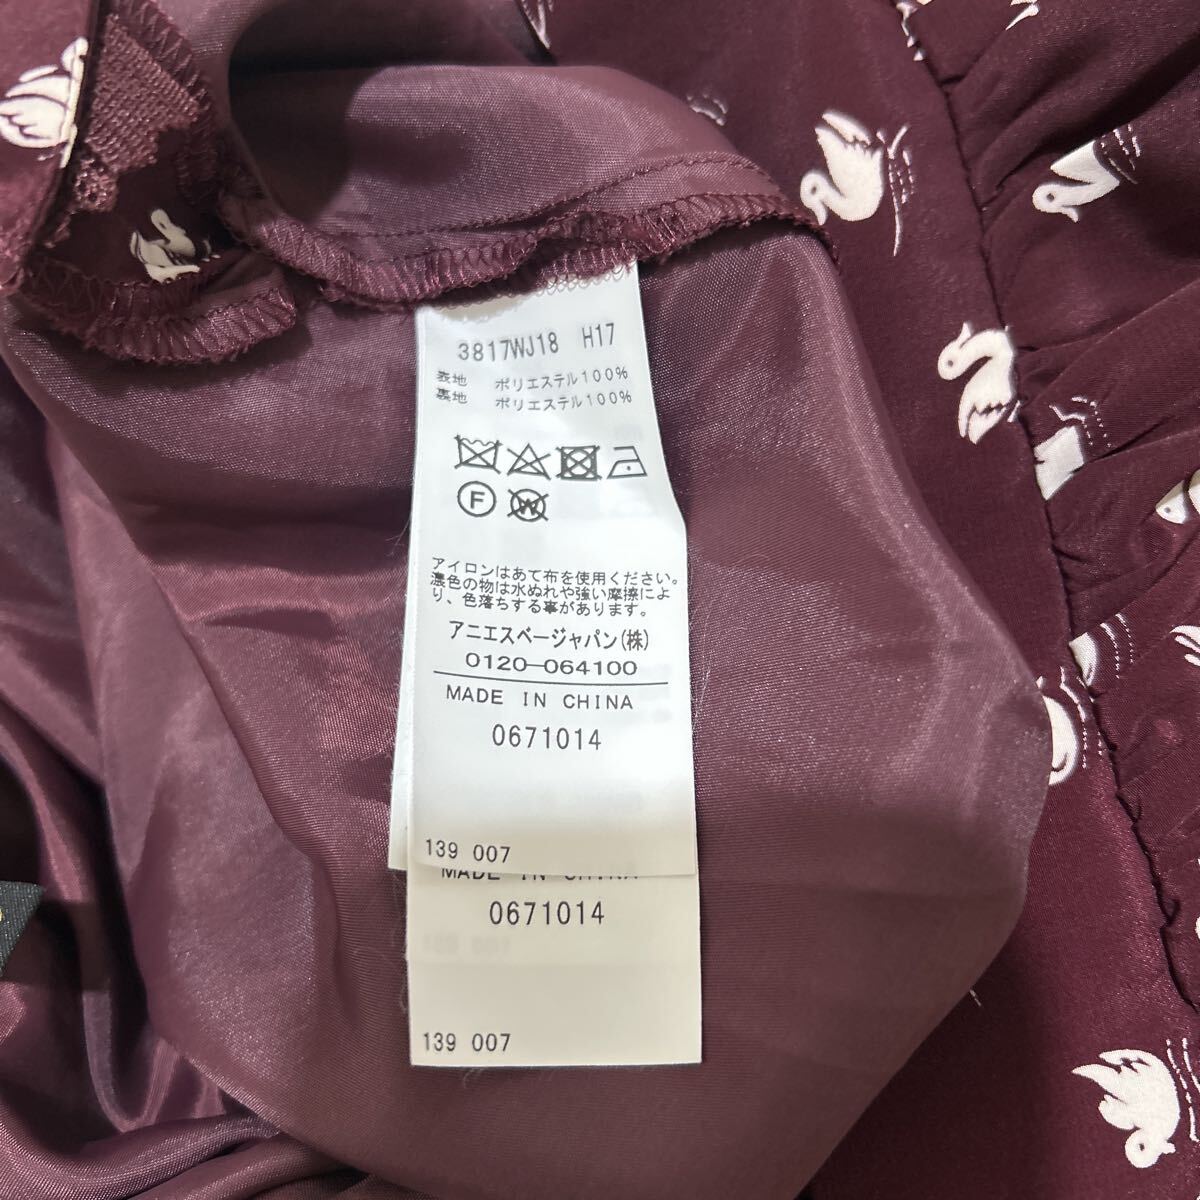 3817WJ18 H17
表地 ポリエステル100%
裏地 ポリエステル100%
F W
アイロンはあて布を使用ください。
濃色の物は水ぬれや強い摩擦によ
り、色落ちする事があります。
アニエスベージャパン(株)
0120-064100
MADE IN CHINA
0671014
139 007
MADE IN CHINA
0671014
139 007